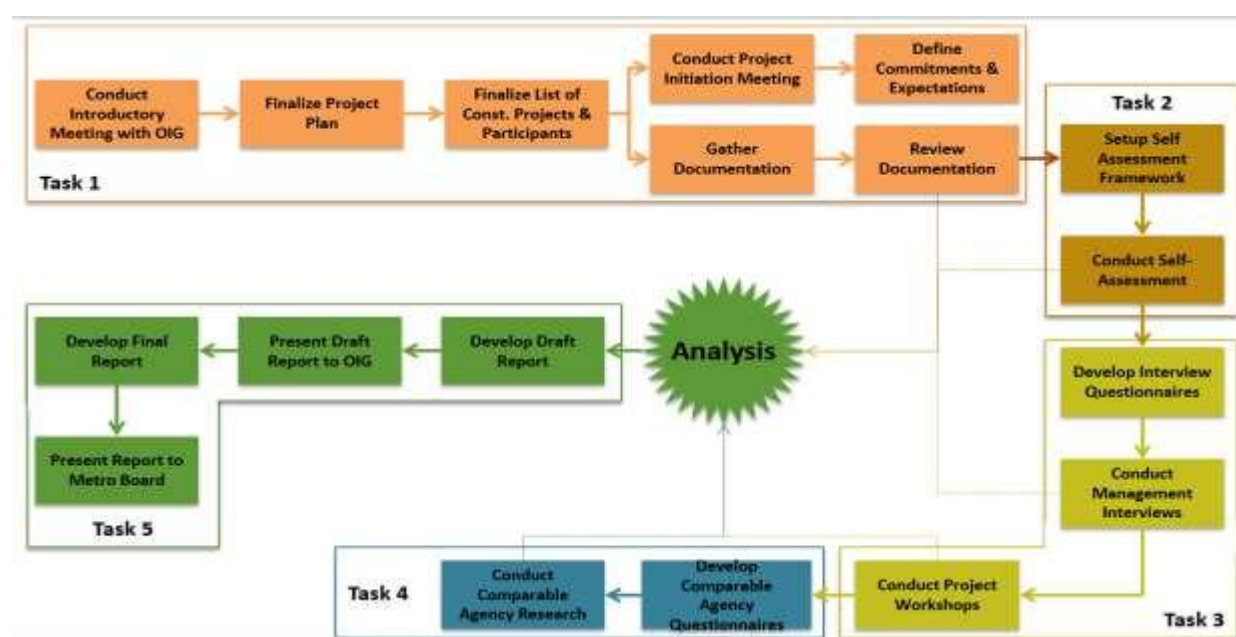 Conduct
Introductory
Meeting with OIG
Finalize Project
Plan
Finalize List of
Const. Projects &
Participants
Conduct Project
Initiation Meeting
Define
Commitments &
Expectations
Gather
Documentation
Review
Documentation
Task 1
Task 2
Setup Self
Assessment
Framework
Conduct Self-
Assessment
Develop Interview
Questionnaires
Conduct
Management
Interviews
Conduct Project
Workshops
Task 3
Task 4
Develop
Comparable
Agency
Questionnaires
Conduct
Comparable
Agency Research
Analysis
Develop Draft
Report
Present Draft
Report to OIG
Develop Final
Report
Present Report to
Metro Board
Task 5